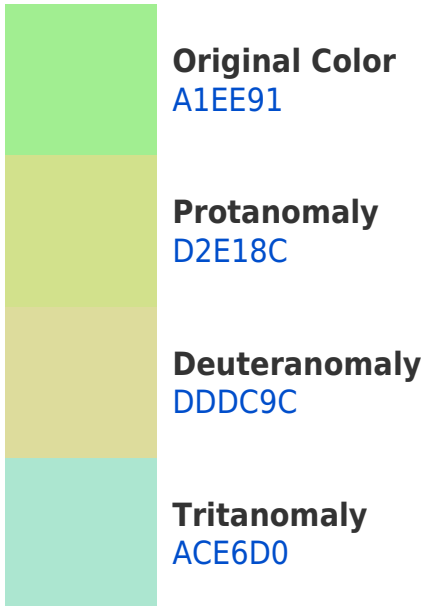 Original Color
A1EE91
Protanomaly
D2E18C
Deuteranomaly
DDDC9C
Tritanomaly
ACE6D0